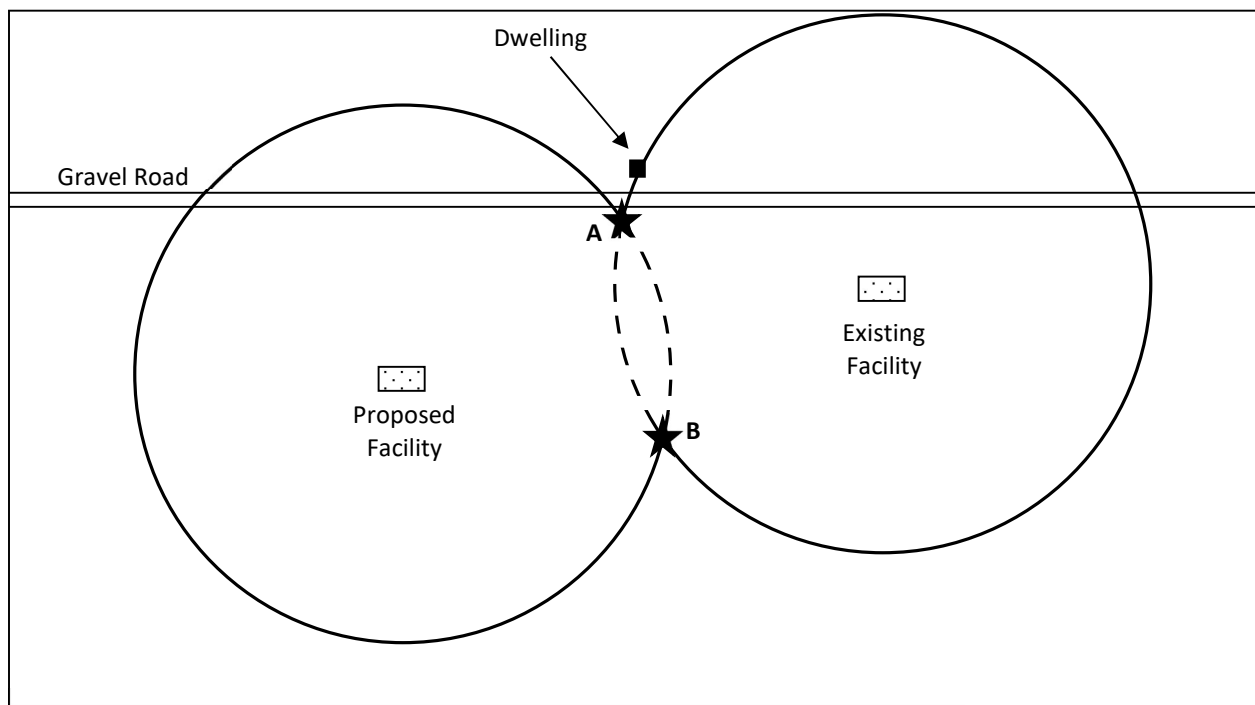 Dwelling
Gravel Road
A
Existing
Facility
Proposed
Facility
B